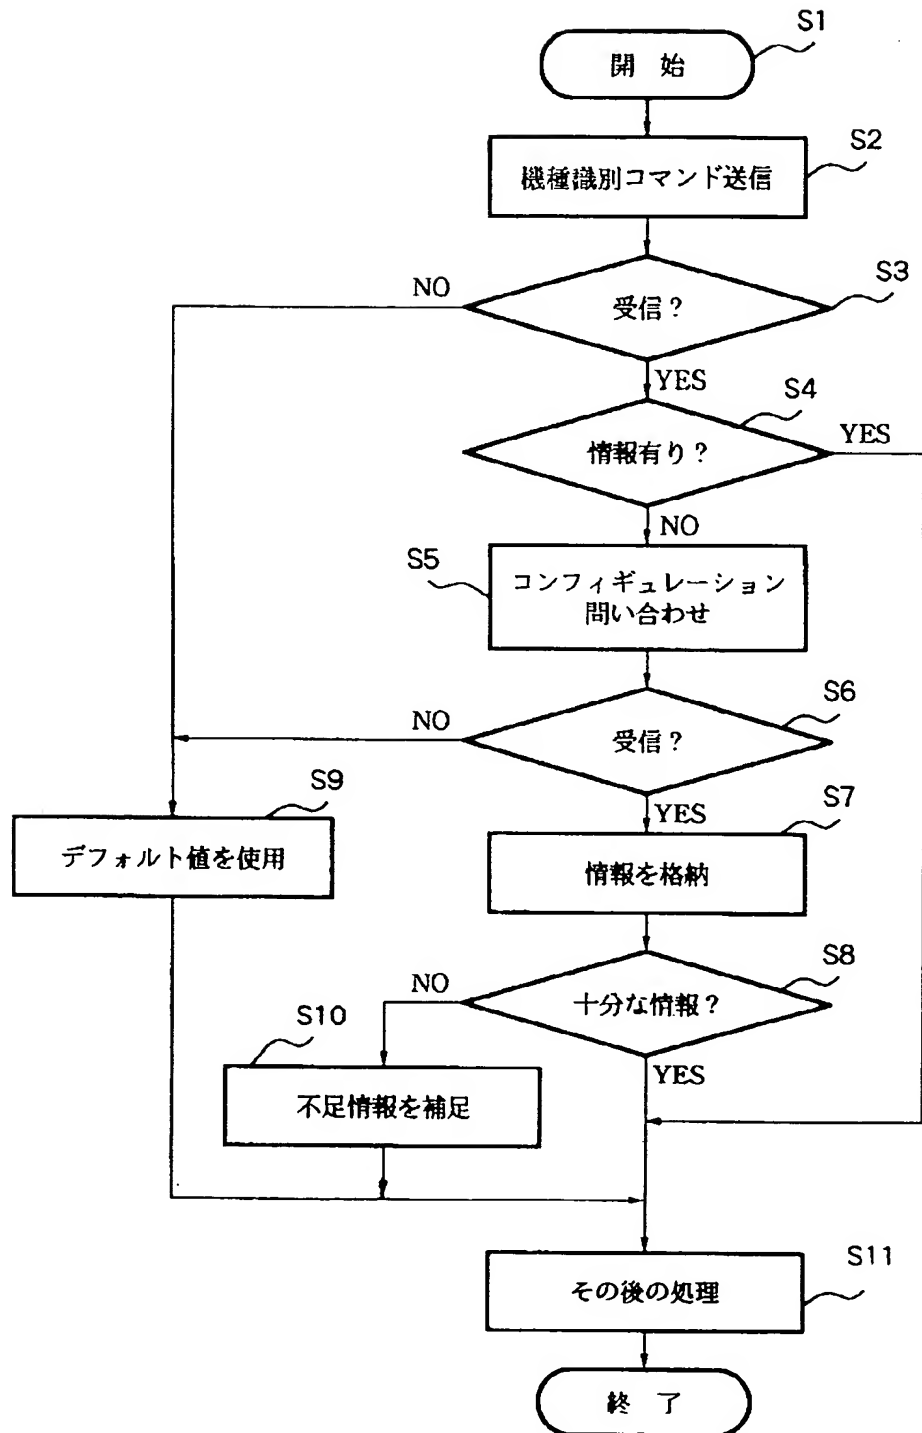 S1
開 始
S2
機種識別コマンド送信
S3
NO
受信?
YES
S4
YES
情報有り?
NO
S5
コンフィギュレーション
問い合わせ
S6
NO
受信?
YES
S7
S9
デフォルト値を使用
情報を格納
S8
NO
十分な情報?
S10
YES
不足情報を補足
S11
その後の処理
終 了